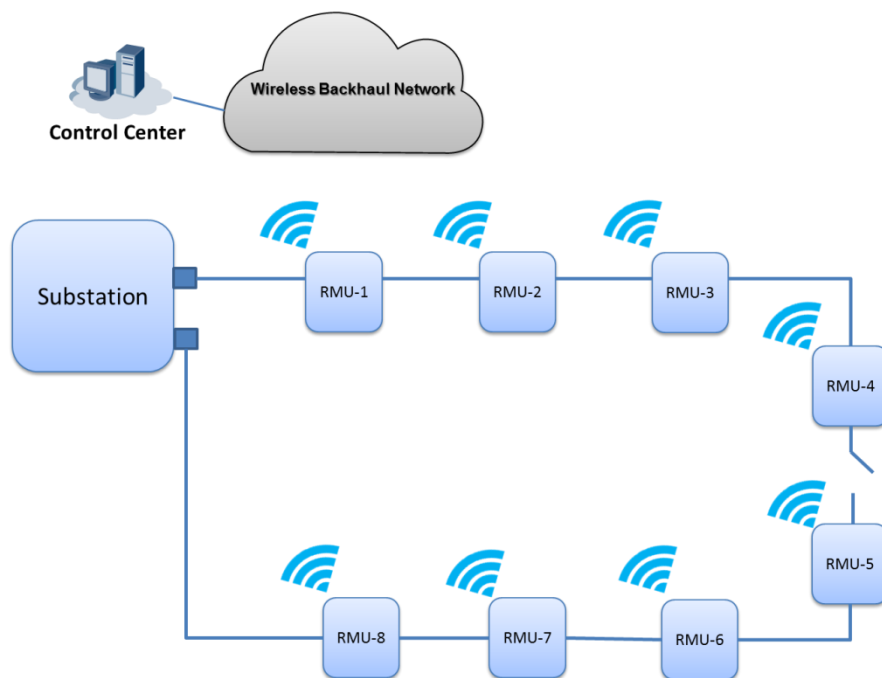 Wireless Backhaul Network
Control Center
Substation
RMU-1
RMU-2
RMU-3
RMU-4
RMU-5
RMU-8
RMU-7
RMU-6